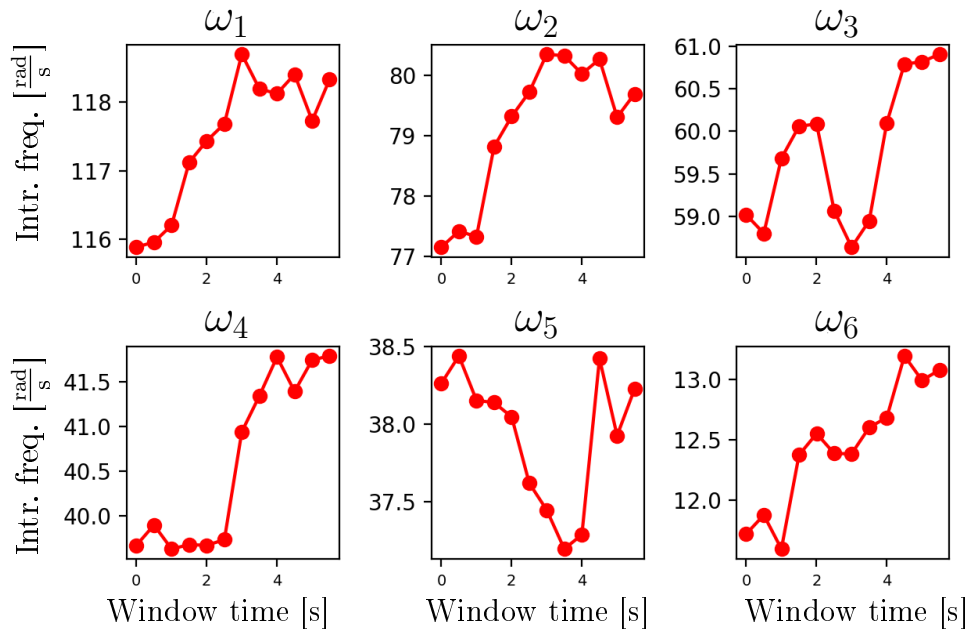 ω₁ ω₂ ω₃
Intr. freq. [rad/s]
118
117
116
80
79
78
77
61.0
60.5
60.0
59.5
59.0
0 2 4
0 2 4
0 2 4
ω₄ ω₅ ω₆
Intr. freq. [rad/s]
41.5
41.0
40.5
40.0
38.5
38.0
37.5
13.0
12.5
12.0
0 2 4
0 2 4
0 2 4
Window time [s] Window time [s] Window time [s]